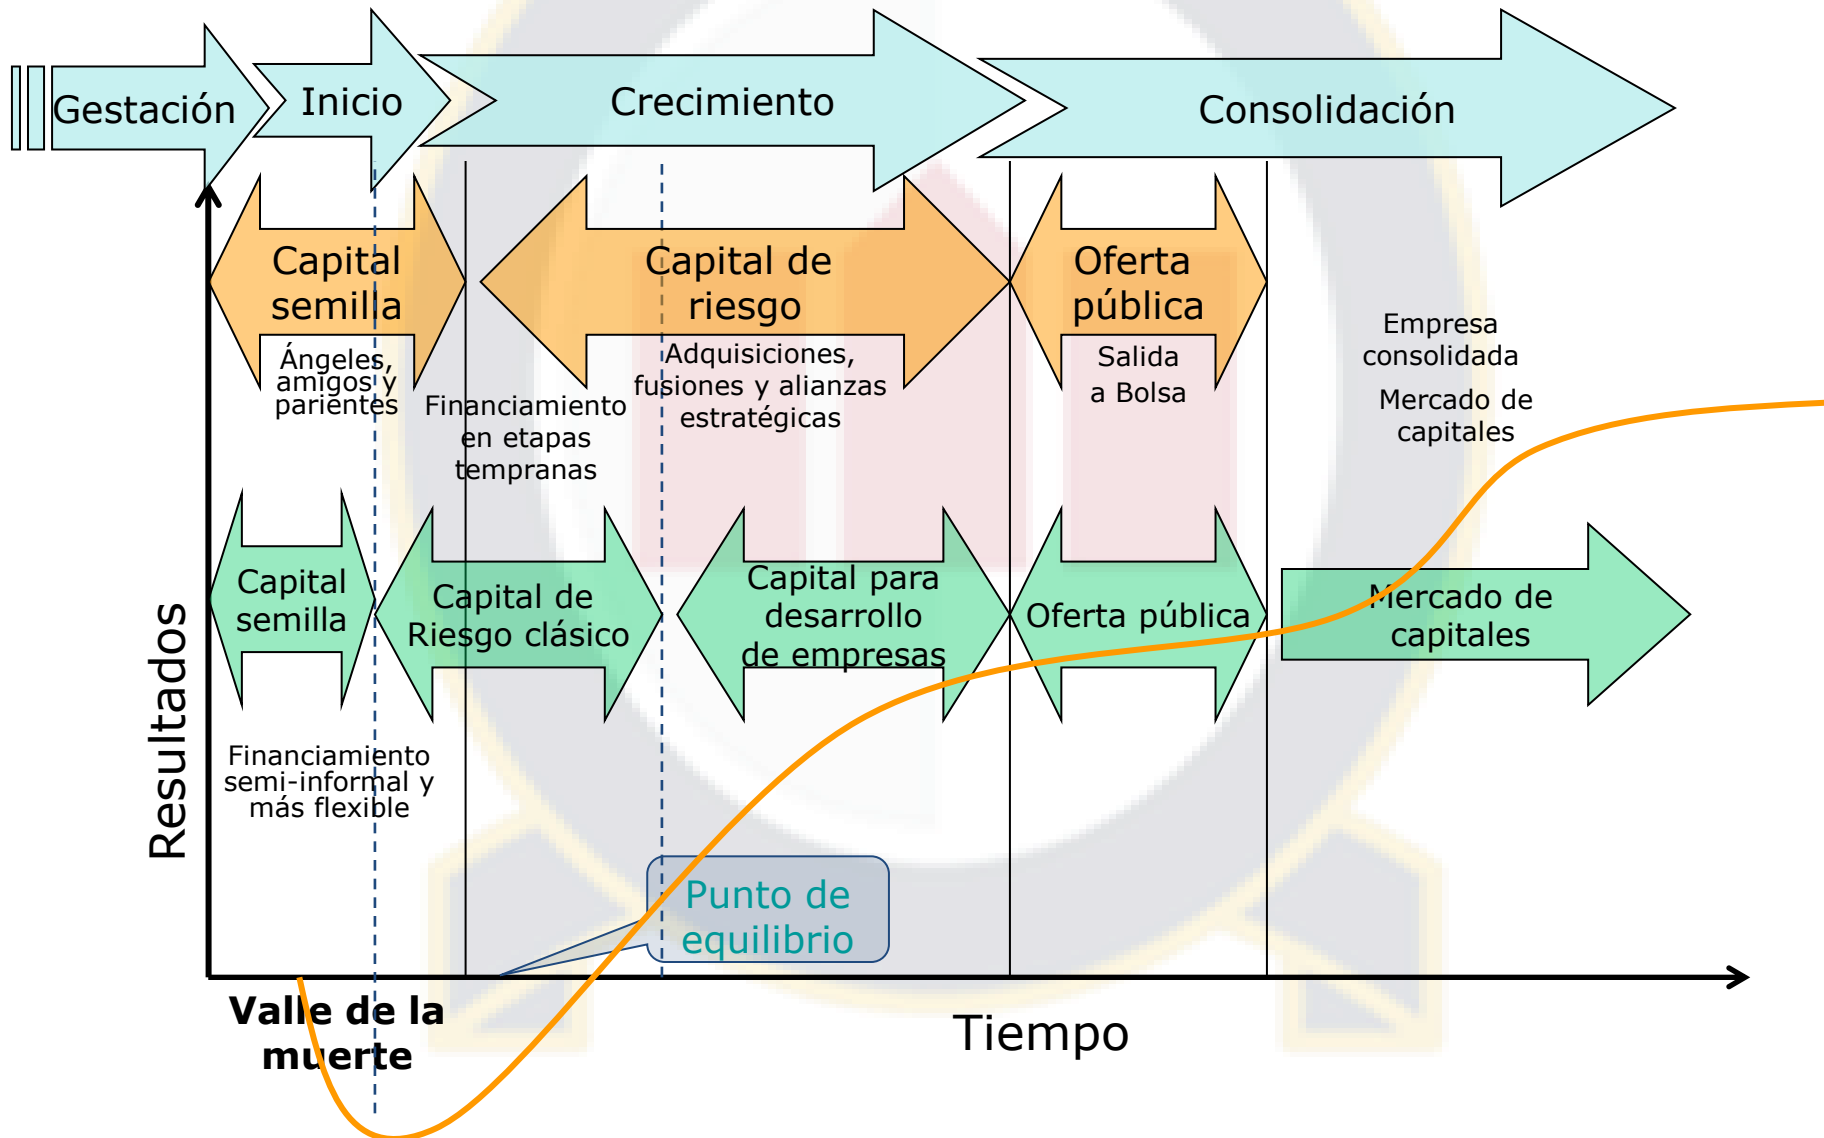 Gestación
Inicio
Crecimiento
Consolidación
Capital
semilla
Capital de
riesgo
Oferta
pública
Ángeles,
amigos y
parientes
Financiamiento
en etapas
tempranas
Adquisiciones,
fusiones y alianzas
estratégicas
Salida
a Bolsa
Empresa
consolidada
Mercado de
capitales
Capital
semilla
Capital de
Riesgo clásico
Capital para
desarrollo
de empresas
Oferta pública
Mercado de
capitales
Resultados
Financiamiento
semi-informal y
más flexible
Punto de
equilibrio
Valle de la
muerte
Tiempo